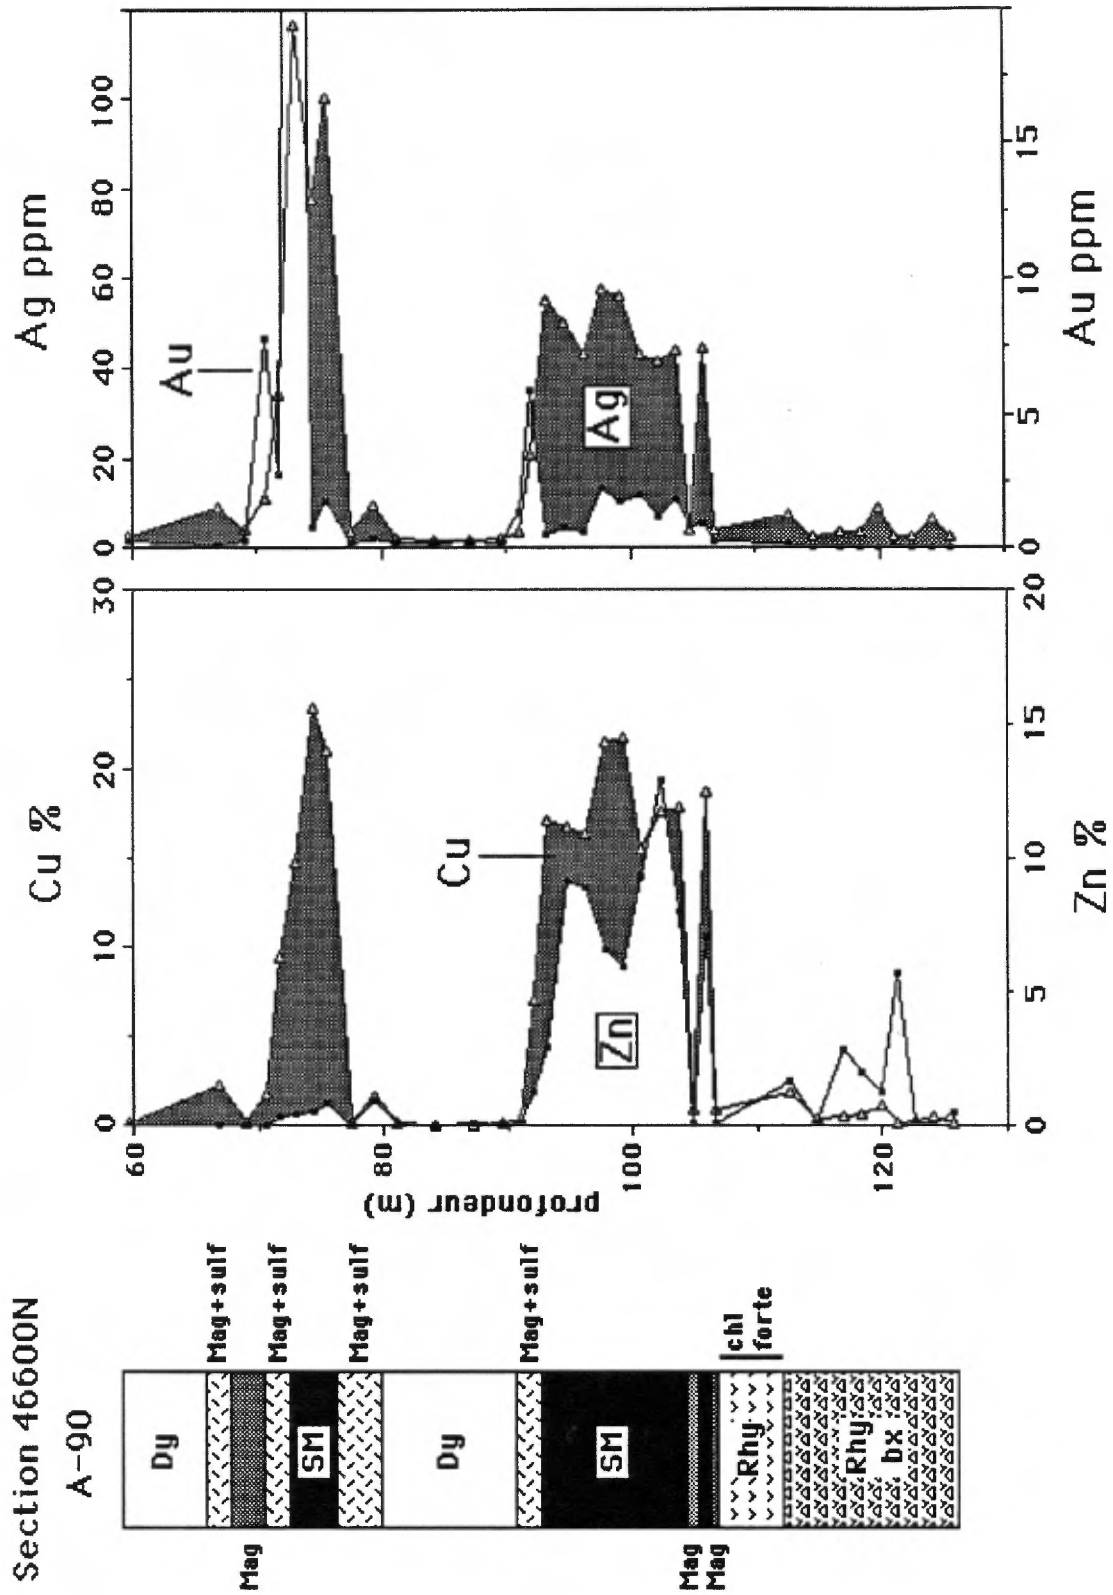 Section 46600N
A-90
Mag
Mag
Mag
Dy
SM
Dy
SM
Rhy
Rhy
bx
Mag+sulf
Mag+sulf
Mag+sulf
Mag+sulf
chl
forte
profondeur (m)
60
80
100
120
Cu %
0
10
20
30
Cu
Zn
0
5
10
15
20
Zn %
Ag ppm
0
20
40
60
80
100
Au
Ag
0
5
10
15
Au ppm